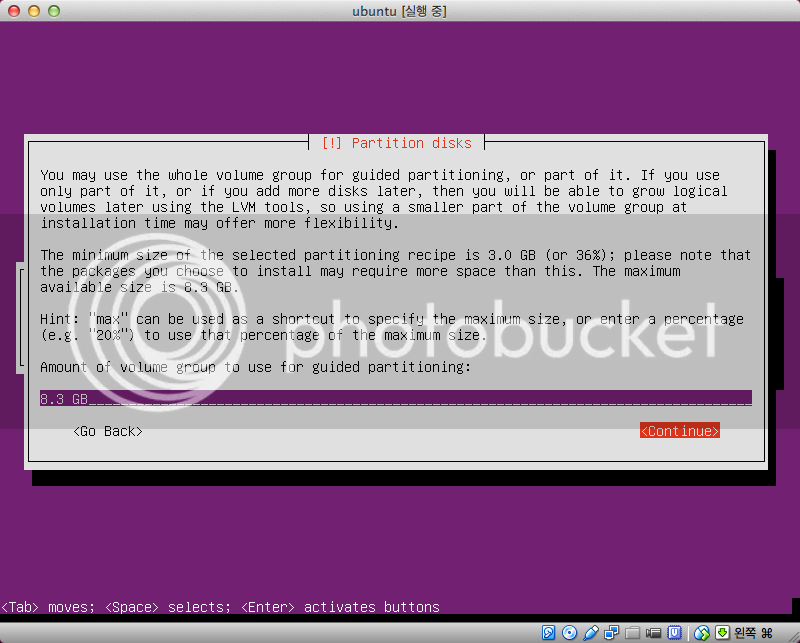 ubuntu [실행 중]
[!] Partition disks
You may use the whole volume group for guided partitioning, or part of it. If you use
only part of it, or if you add more disks later, then you will be able to grow logical
volumes later using the LVM tools, so using a smaller part of the volume group at
installation time may offer more flexibility.
The minimum size of the selected partitioning recipe is 3.0 GB (or 36%); please note that
the packages you choose to install may require more space than this. The maximum
available size is 8.3 GB.
Hint: "max" can be used as a shortcut to specify the maximum size, or enter a percentage
(e.g. "20%") to use that percentage of the maximum size.
photobucket
Amount of volume group to use for guided partitioning:
8.3 GB
<Go Back> <Continue>
<Tab> moves; <Space> selects; <Enter> activates buttons
왼쪽 ⌘